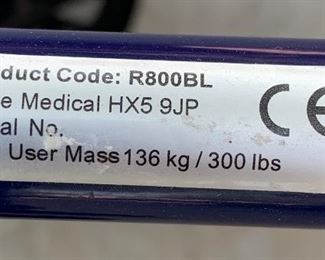 duct Code: R800BL
e Medical HX5 9JP
al No.
User Mass 136 kg / 300 lbs
CE